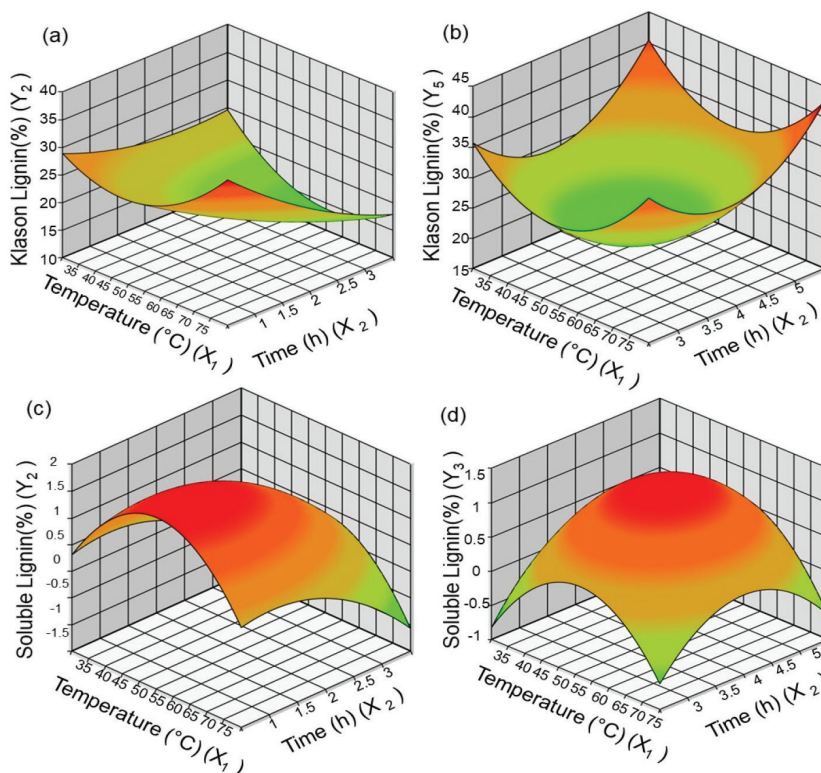 (a)
Klason Lignin(%) (Y2)
40
35
30
25
20
15
10
35 40 45 50 55 60 65 70 75
Temperature (°C) (X1)
1 1.5 2 2.5 3
Time (h) (X2)
(b)
Klason Lignin(%) (Y5)
45
40
35
30
25
20
15
35 40 45 50 55 60 65 70 75
Temperature (°C) (X1)
3 3.5 4 4.5 5
Time (h) (X2)
(c)
Soluble Lignin(%) (Y2)
2
1.5
1
0.5
0
-0.5
-1
-1.5
35 40 45 50 55 60 65 70 75
Temperature (°C) (X1)
1 1.5 2 2.5 3
Time (h) (X2)
(d)
Soluble Lignin(%) (Y3)
1.5
1
0.5
0
-0.5
-1
35 40 45 50 55 60 65 70 75
Temperature (°C) (X1)
3 3.5 4 4.5 5
Time (h) (X2)